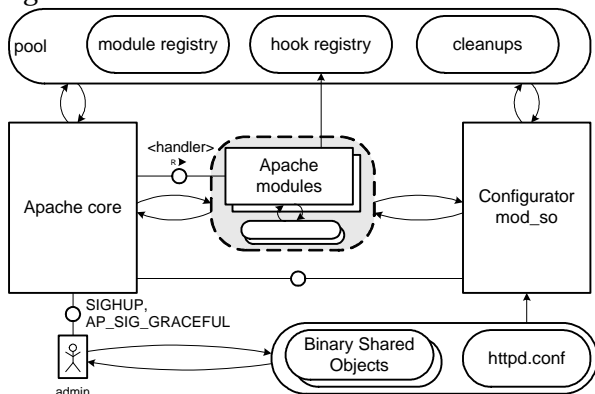 pool
module registry
hook registry
cleanups
<handler>
R
Apache core
Apache
modules
Configurator
mod_so
SIGHUP,
AP_SIG_GRACEFUL
Binary Shared
Objects
httpd.conf
admin